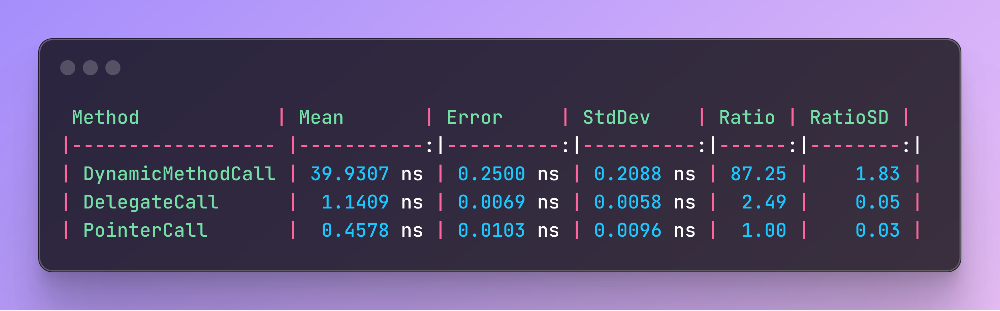 Method            | Mean       | Error     | StdDev    | Ratio | RatioSD |
|------------------ |-----------:|----------:|----------:|------:|--------:|
| DynamicMethodCall | 39.9307 ns | 0.2500 ns | 0.2088 ns | 87.25 |    1.83 |
| DelegateCall      |  1.1409 ns | 0.0069 ns | 0.0058 ns |  2.49 |    0.05 |
| PointerCall       |  0.4578 ns | 0.0103 ns | 0.0096 ns |  1.00 |    0.03 |